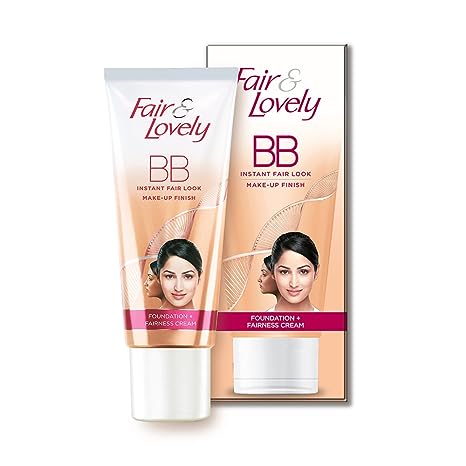 Fair &
Lovely
BB
INSTANT FAIR LOOK
MAKE-UP FINISH
FOUNDATION +
FAIRNESS CREAM
Fair &
Lovely
BB
INSTANT FAIR LOOK
MAKE-UP FINISH
FOUNDATION +
FAIRNESS CREAM